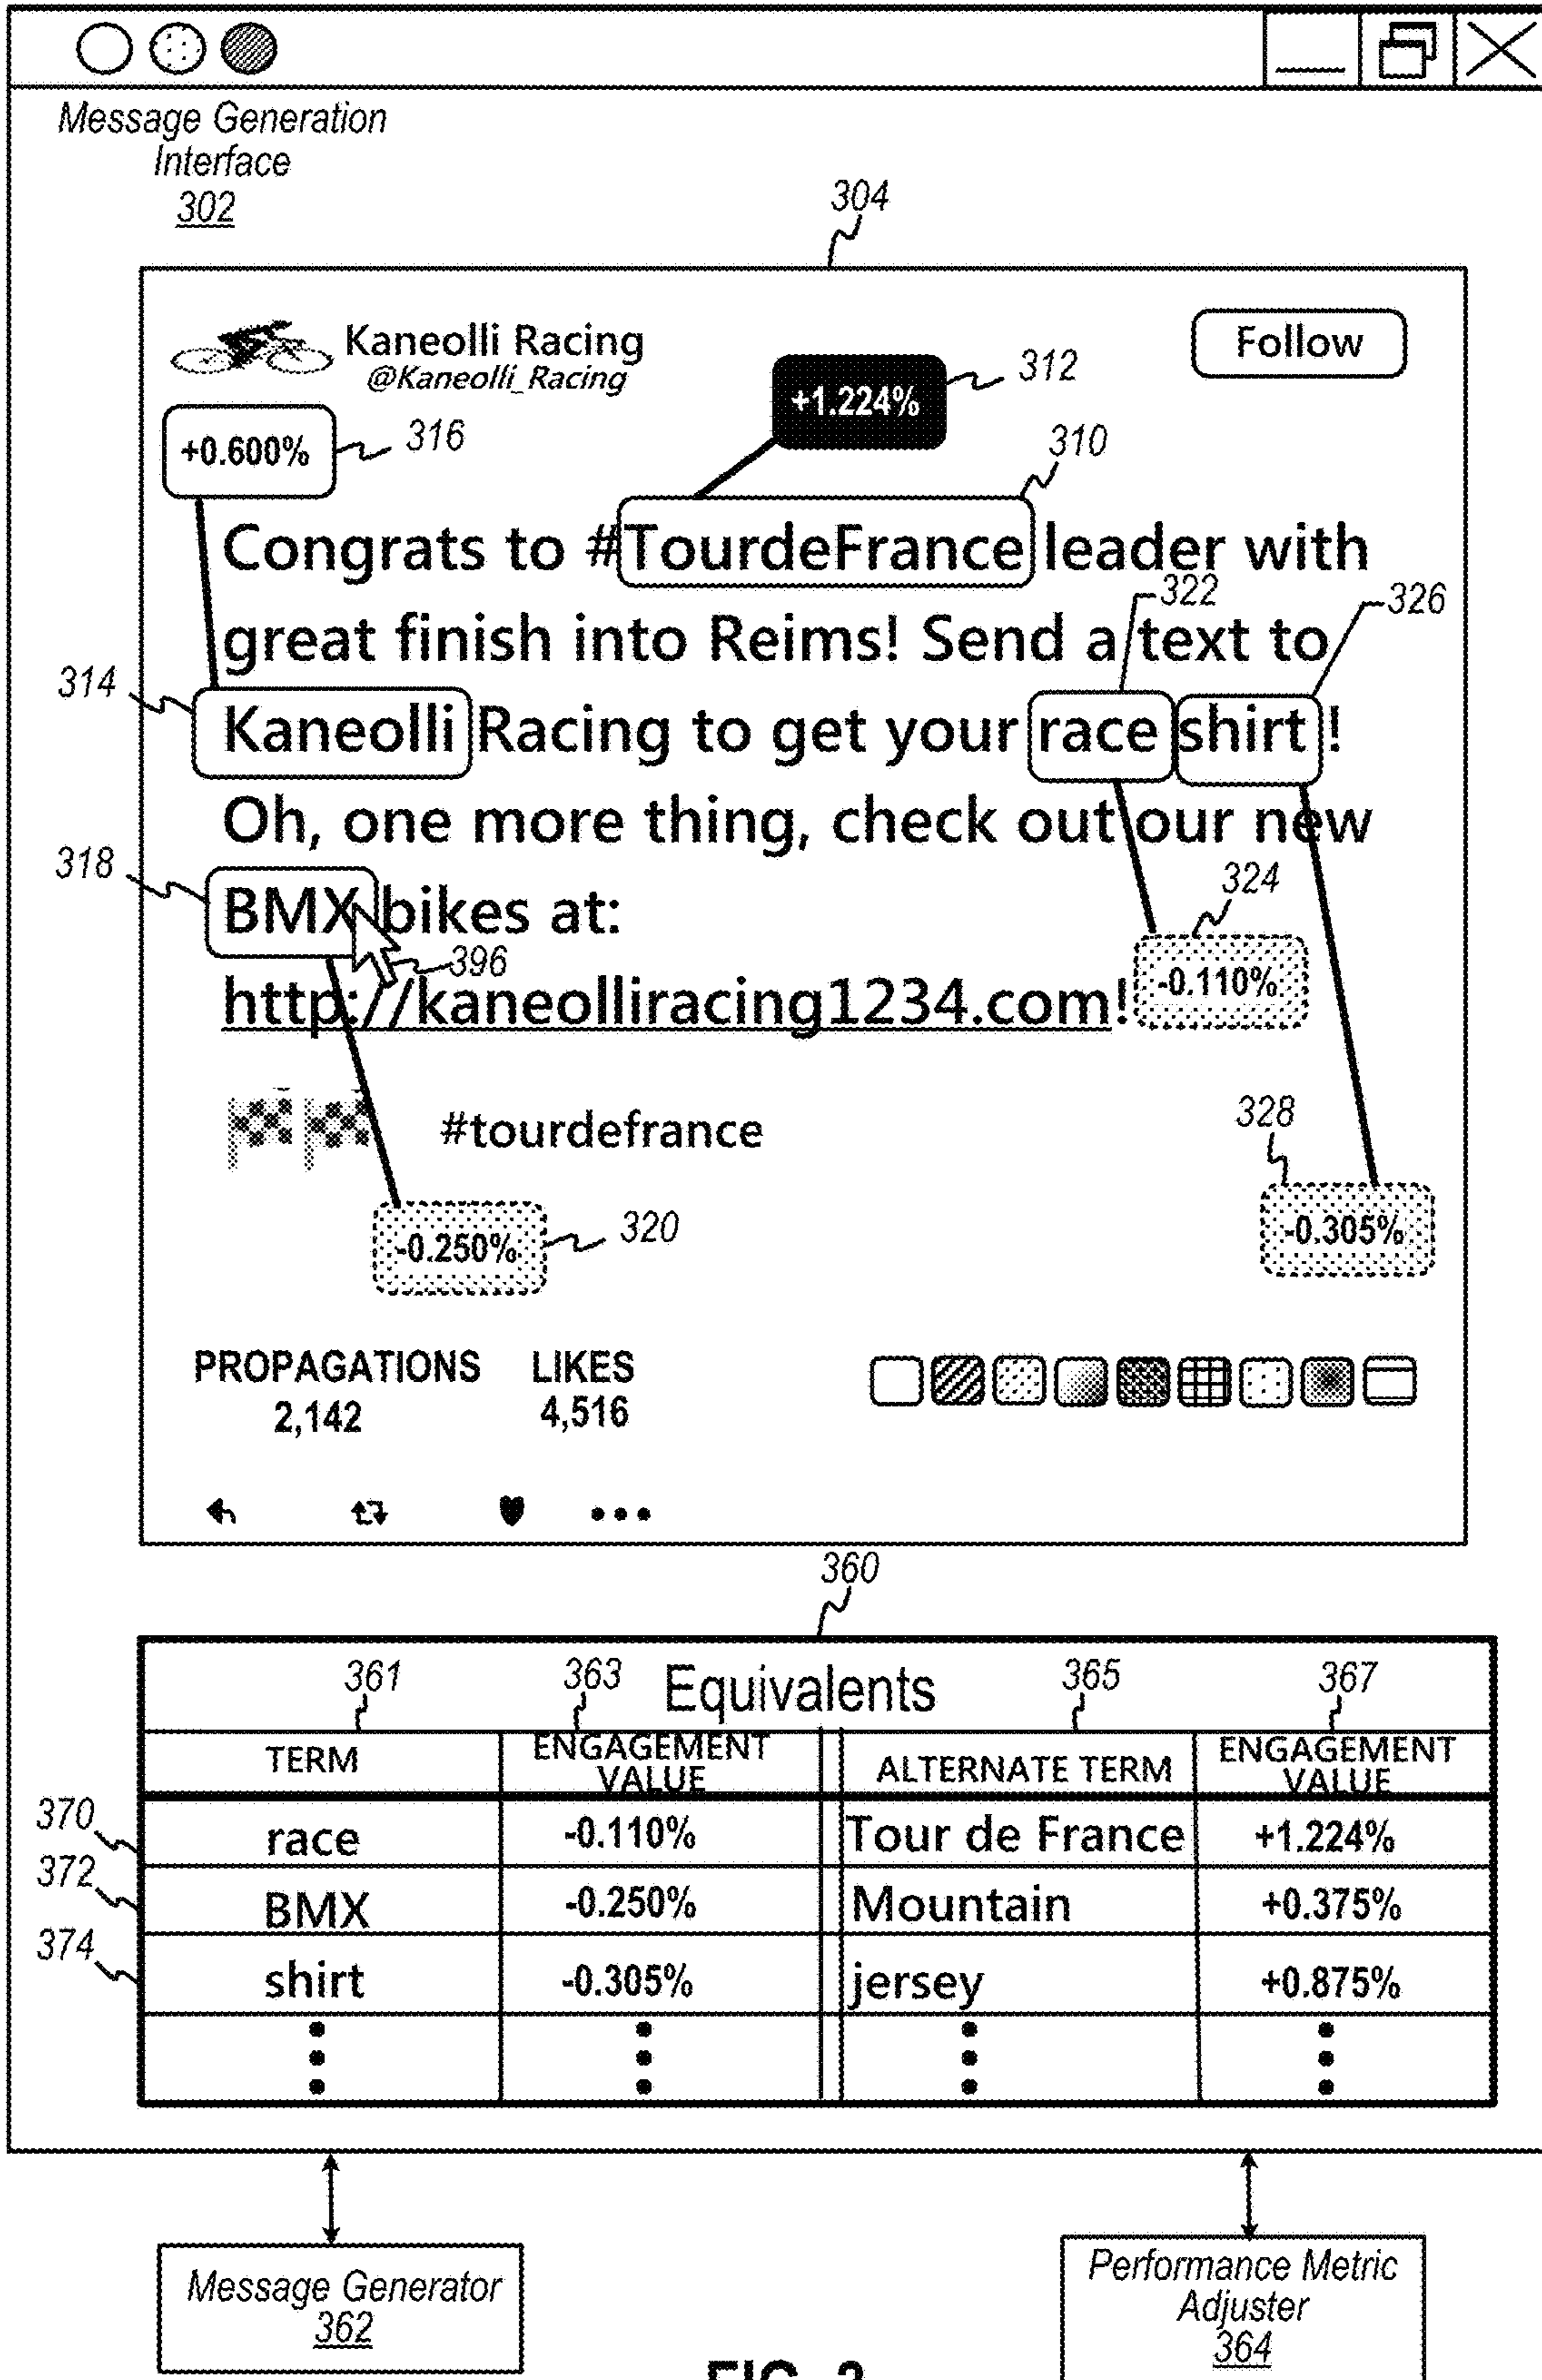 Message Generation
Interface
302
304
Kaneolli Racing
@Kaneolli_Racing
Follow
+1.224%
312
+0.600%
316
310
Congrats to #TourdeFrance leader with
322
326
great finish into Reims! Send a text to
314
Kaneolli Racing to get your race shirt !
Oh, one more thing, check out our new
318
BMX bikes at:
324
396
http://kaneolliracing1234.com!
-0.110%
#tourdefrance
328
-0.250%
320
-0.305%
PROPAGATIONS LIKES
2,142 4,516
360
361 363 Equivalents 365 367
TERM ENGAGEMENT VALUE ALTERNATE TERM ENGAGEMENT VALUE
370 race -0.110% Tour de France +1.224%
372 BMX -0.250% Mountain +0.375%
374 shirt -0.305% jersey +0.875%
Message Generator
362
Performance Metric
Adjuster
364
FIG. 3